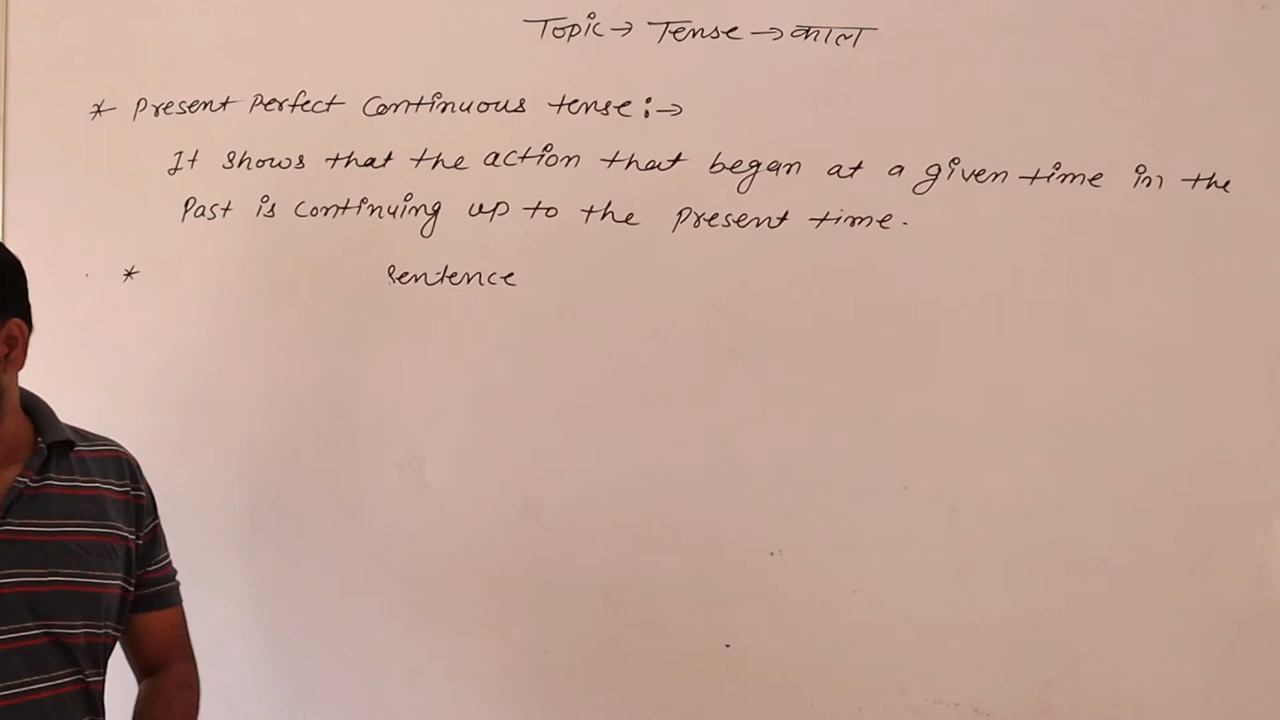 Topic → Tense → काल
* Present Perfect Continuous tense :→
It shows that the action that began at a given time in the
Past is continuing up to the present time.
* Sentence